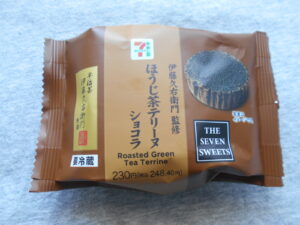 7
伊藤久右衛門 監修
ほうじ茶テリーヌ
ショコラ
Roasted Green
Tea Terrine
230円(税込248.40円)
THE
SEVEN
SWEETS
要冷蔵